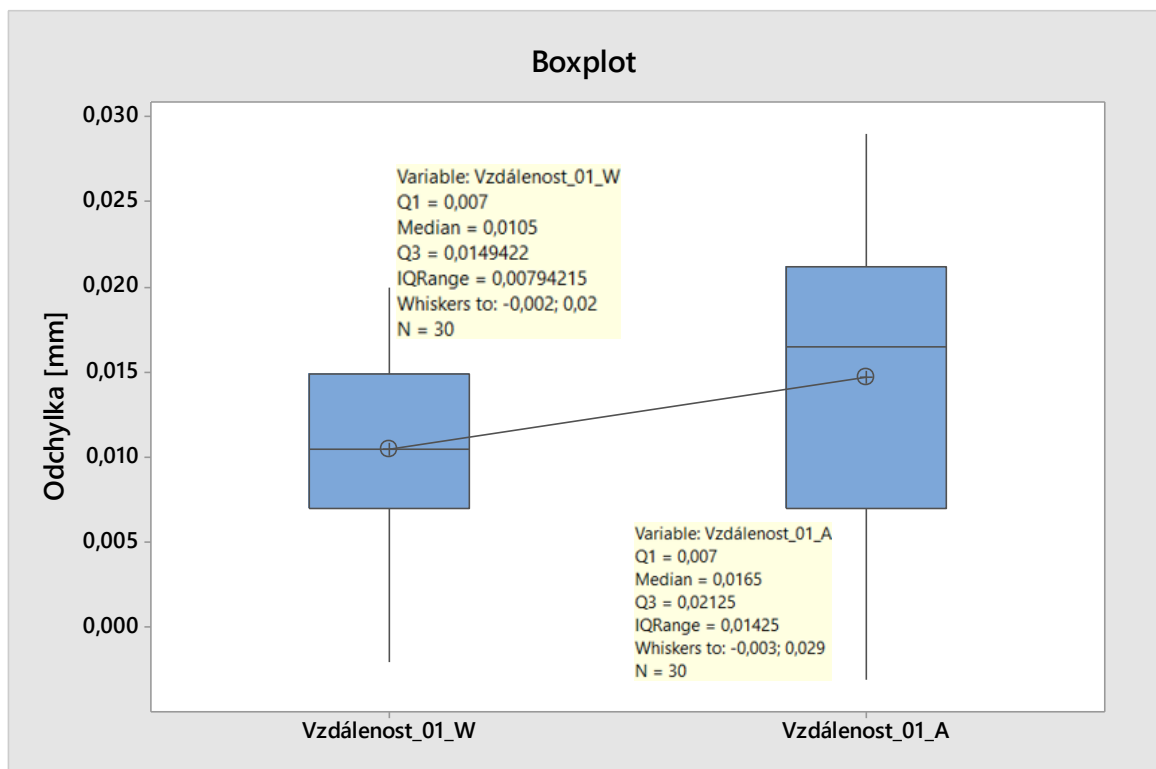 Boxplot
0,030
0,025
0,020
0,015
0,010
0,005
0,000
Odchylka [mm]
Variable: Vzdálenost_01_W
Q1 = 0,007
Median = 0,0105
Q3 = 0,0149422
IQRange = 0,00794215
Whiskers to: -0,002; 0,02
N = 30
Variable: Vzdálenost_01_A
Q1 = 0,007
Median = 0,0165
Q3 = 0,02125
IQRange = 0,01425
Whiskers to: -0,003; 0,029
N = 30
Vzdálenost_01_W
Vzdálenost_01_A